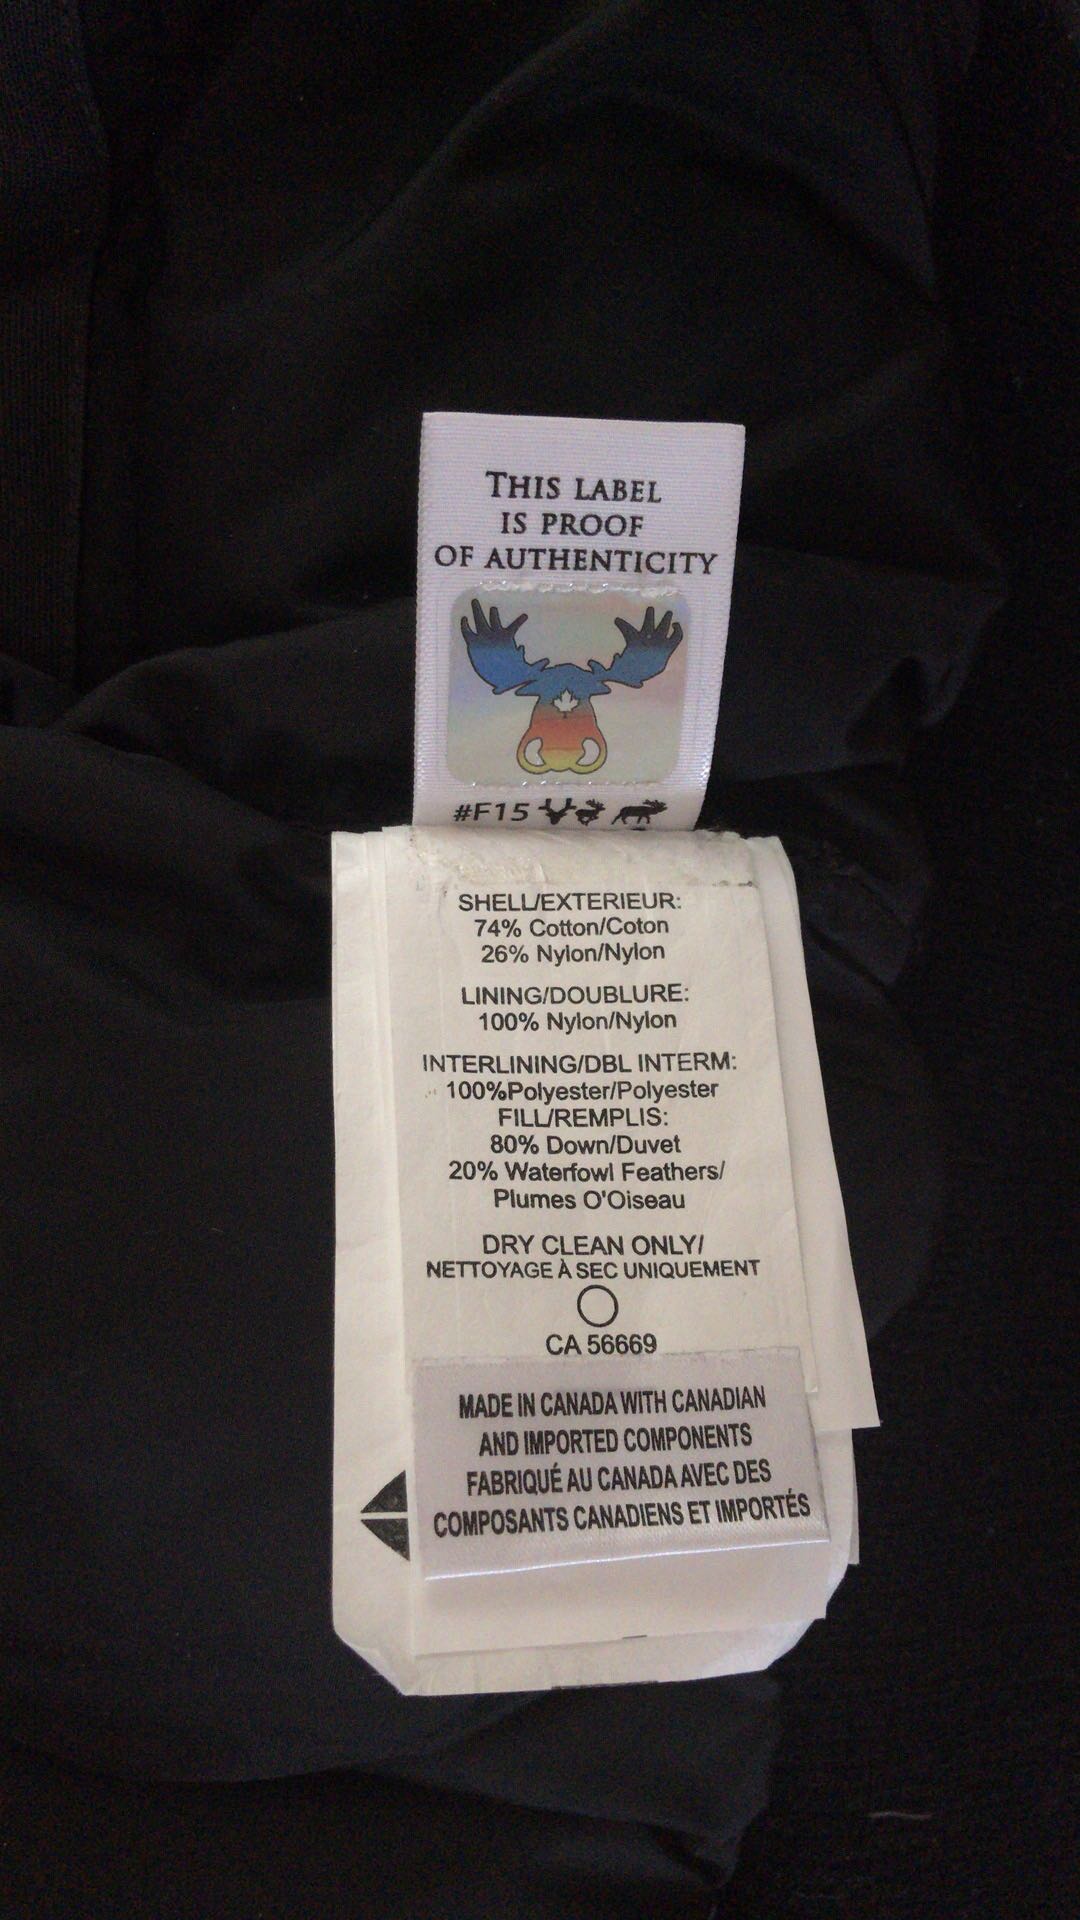 THIS LABEL
IS PROOF
OF AUTHENTICITY
#F15
SHELL/EXTERIEUR:
74% Cotton/Coton
26% Nylon/Nylon
LINING/DOUBLURE:
100% Nylon/Nylon
INTERLINING/DBL INTERM:
100%Polyester/Polyester
FILL/REMPLIS:
80% Down/Duvet
20% Waterfowl Feathers/
Plumes O'Oiseau
DRY CLEAN ONLY/
NETTOYAGE À SEC UNIQUEMENT
CA 56669
MADE IN CANADA WITH CANADIAN
AND IMPORTED COMPONENTS
FABRIQUÉ AU CANADA AVEC DES
COMPOSANTS CANADIENS ET IMPORTÉS